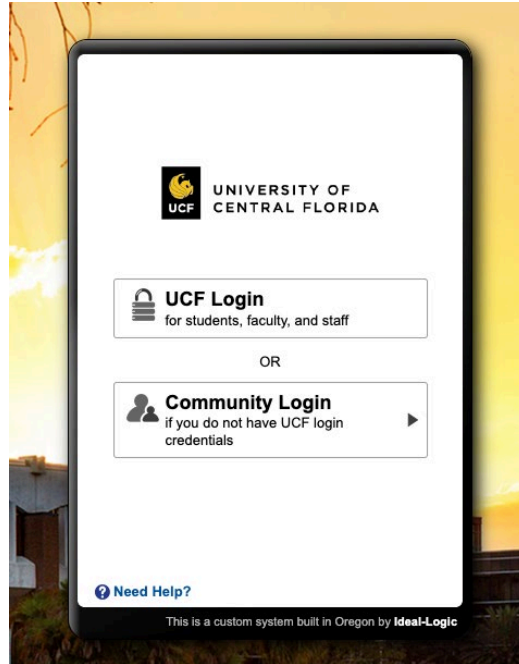 UCF
UNIVERSITY OF
CENTRAL FLORIDA
UCF Login
for students, faculty, and staff
OR
Community Login
if you do not have UCF login
credentials
Need Help?
This is a custom system built in Oregon by Ideal-Logic